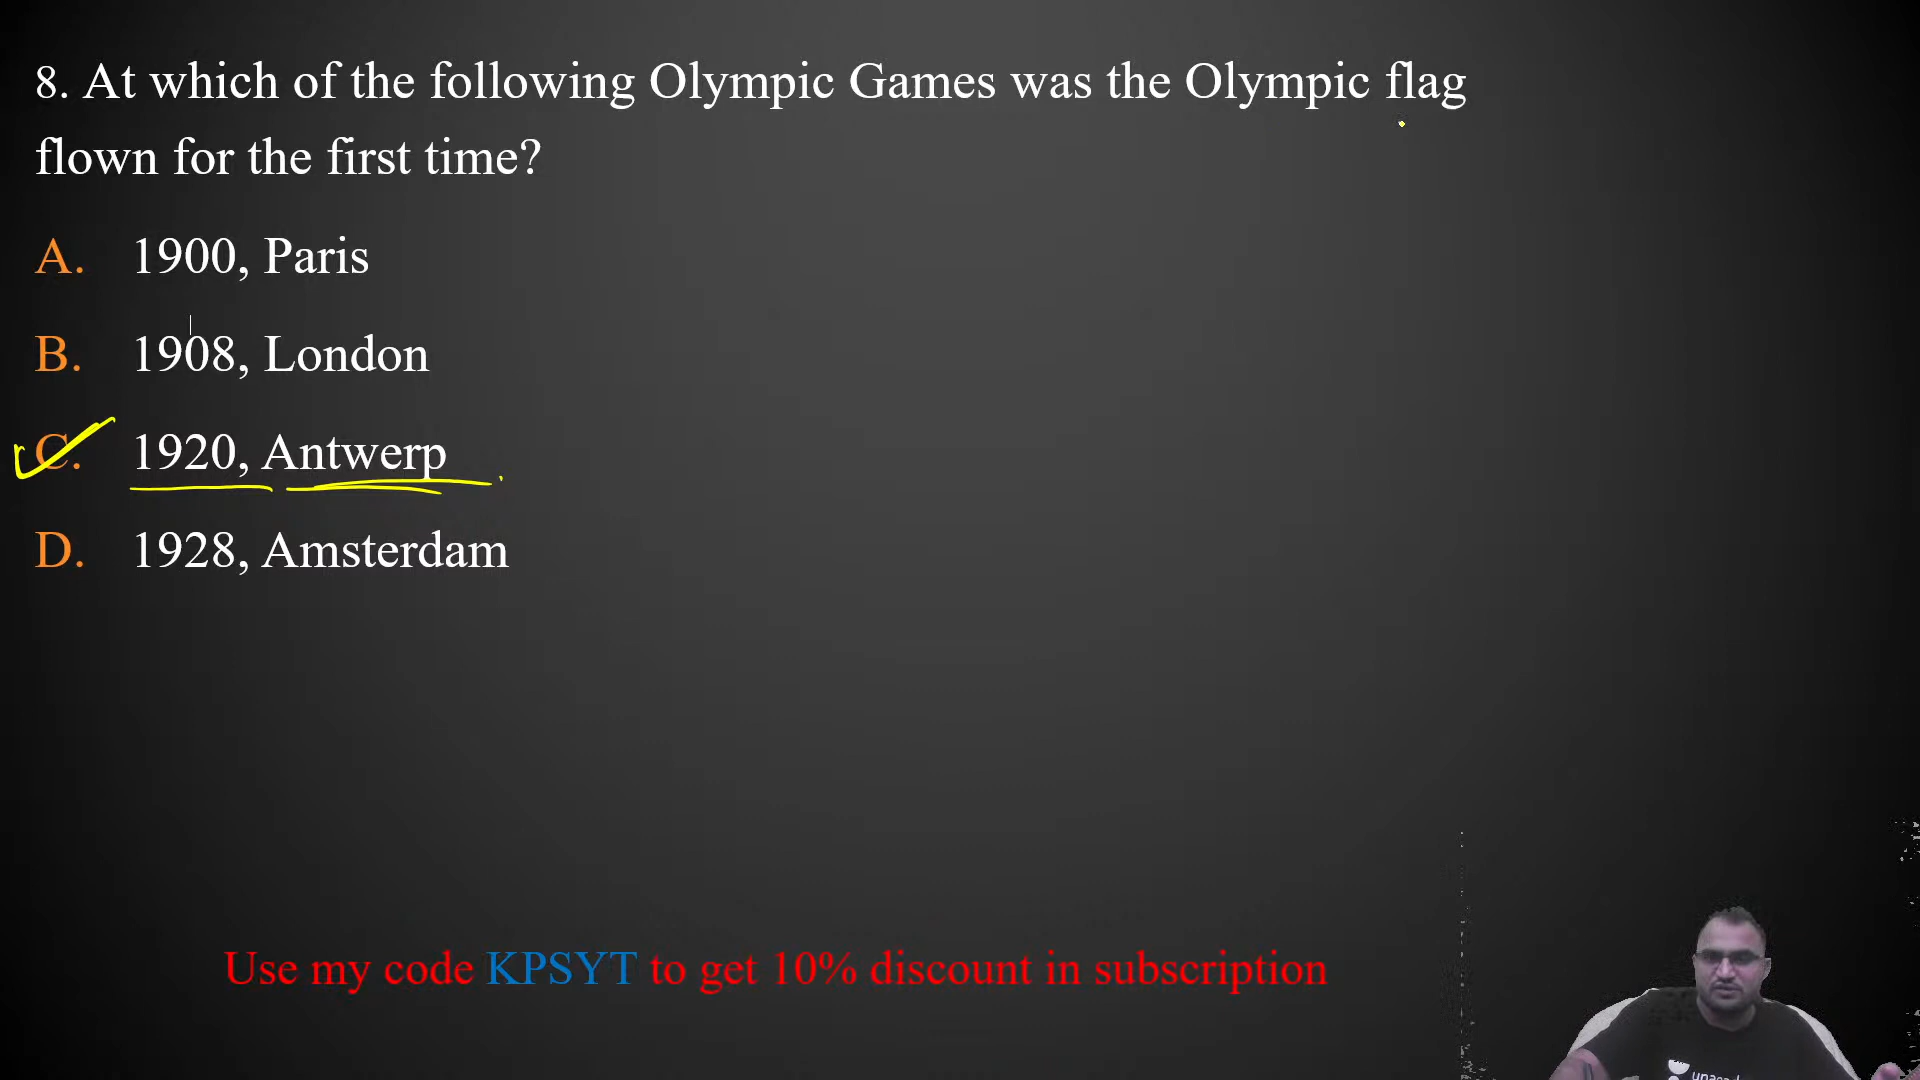 8. At which of the following Olympic Games was the Olympic flag
flown for the first time?
A. 1900, Paris
B. 1908, London
C. 1920, Antwerp
D. 1928, Amsterdam
Use my code KPSYT to get 10% discount in subscription